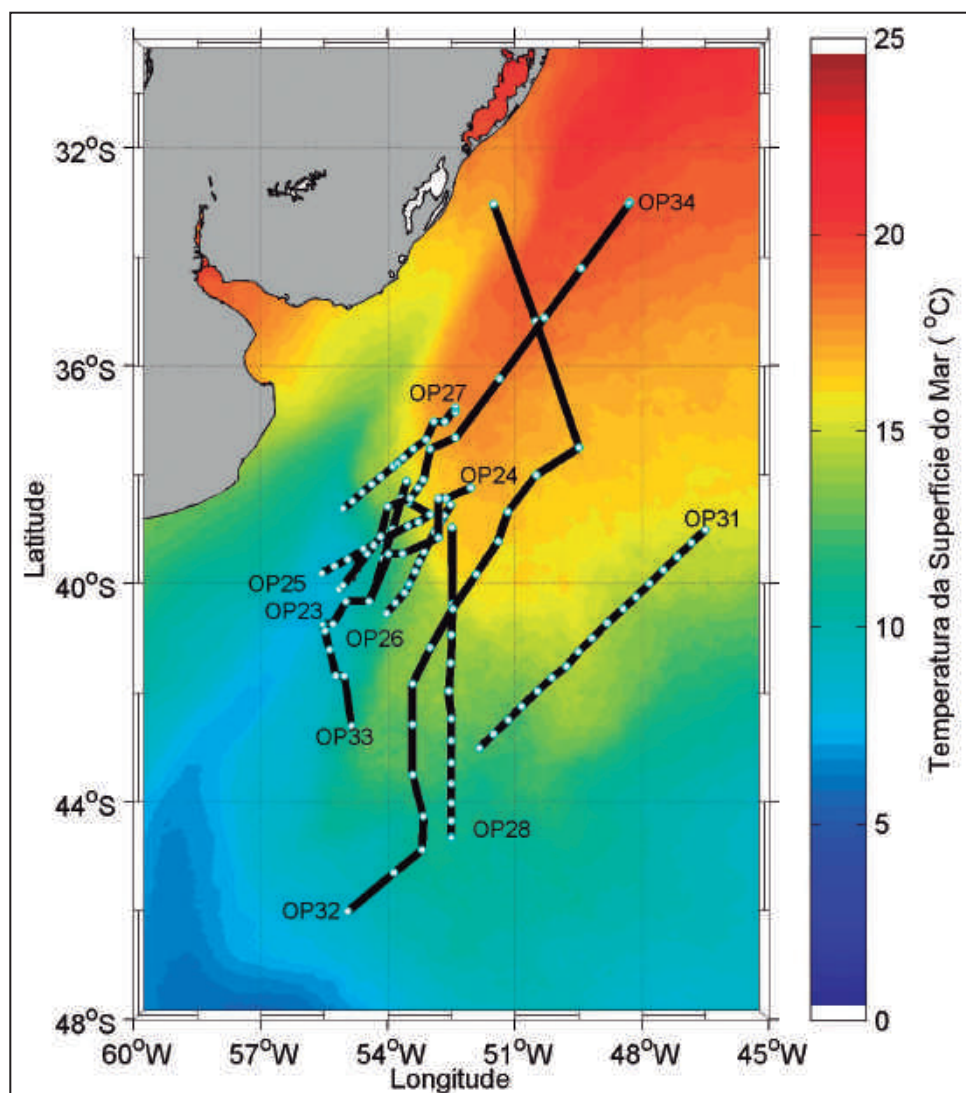 25
32°S
OP34
20
36°S
OP27
OP24
15
OP31
40°S
OP25
OP23
OP26
10
OP33
44°S
OP28
5
OP32
48°S
0
60°W 57°W 54°W 51°W 48°W 45°W
Longitude
Latitude
Temperatura da Superfície do Mar ( °C)